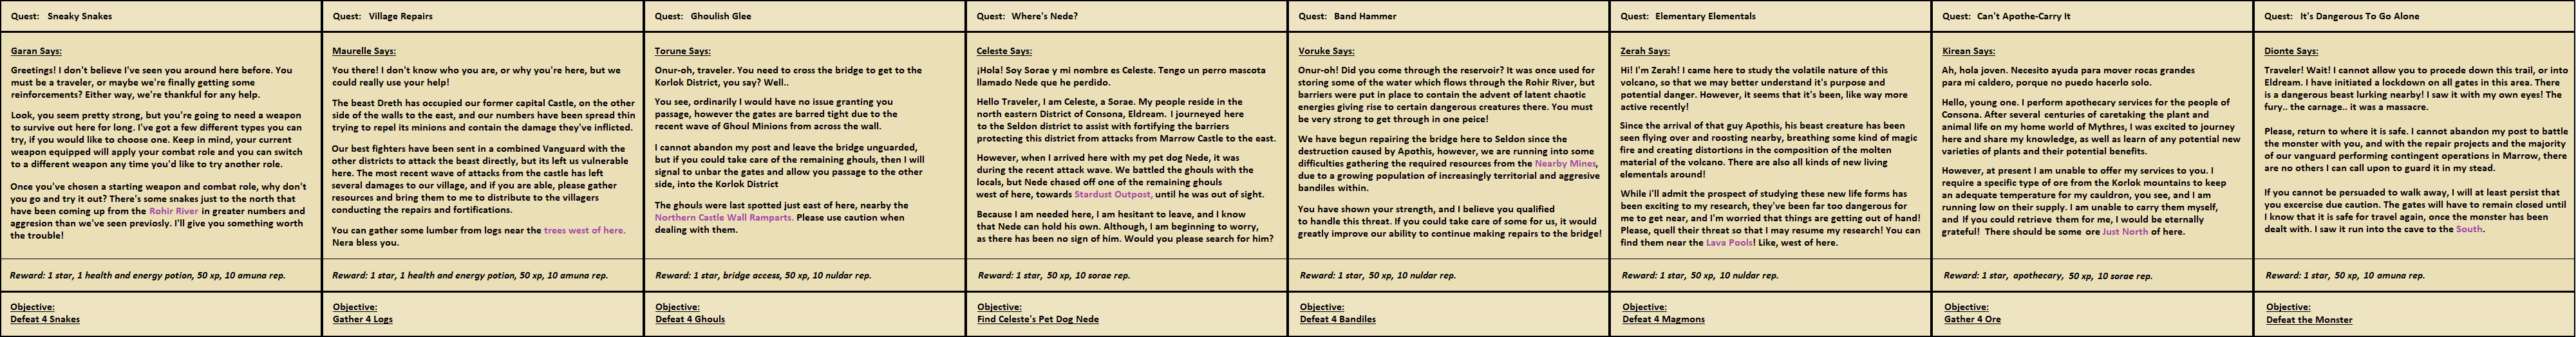 Quest: Sneaky Snakes
Garan Says:
Greetings! I don't believe I've seen you around here before. You
must be a traveler, or maybe we're finally getting some
reinforcements? Either way, we're thankful for any help.
Look, you seem pretty strong, but you're going to need a weapon
to survive out here for long. I've got a few different types you can
try, if you would like to choose one. Keep in mind, your current
weapon equipped will apply your combat role and you can switch
to a different weapon any time you'd like to try another role.
Once you've chosen a starting weapon and combat role, why don't
you go and try it out? There's some snakes just to the north that
have been coming up from the Rohir River in greater numbers and
aggresion than we've seen previosly. I'll give you something worth
the trouble!
Reward: 1 star, 1 health and energy potion, 50 xp, 10 amuna rep.
Objective:
Defeat 4 Snakes
Quest: Village Repairs
Maurelle Says:
You there! I don't know who you are, or why you're here, but we
could really use your help!
The beast Dreth has occupied our former capital Castle, on the other
side of the walls to the east, and our numbers have been spread thin
trying to repel its minions and contain the damage they've inflicted.
Our best fighters have been sent in a combined Vanguard with the
other districts to attack the beast directly, but its left us vulnerable
here. The most recent wave of attacks from the castle has left
several damages to our village, and if you are able, please gather
resources and bring them to me to distribute to the villagers
conducting the repairs and fortifications.
You can gather some lumber from logs near the trees west of here.
Nera bless you.
Reward: 1 star, 1 health and energy potion, 50 xp, 10 amuna rep.
Objective:
Gather 4 Logs
Quest: Ghoulish Glee
Torune Says:
Onur-oh, traveler. You need to cross the bridge to get to the
Korlok District, you say? Well..
You see, ordinarily I would have no issue granting you
passage, however the gates are barred tight due to the
recent wave of Ghoul Minions from across the wall.
I cannot abandon my post and leave the bridge unguarded,
but if you could take care of the remaining ghouls, then I will
signal to unbar the gates and allow you passage to the other
side, into the Korlok District
The ghouls were last spotted just east of here, nearby the
Northern Castle Wall Ramparts. Please use caution when
dealing with them.
Reward: 1 star, bridge access, 50 xp, 10 nuldar rep.
Objective:
Defeat 4 Ghouls
Quest: Where's Nede?
Celeste Says:
¡Hola! Soy Sorae y mi nombre es Celeste. Tengo un perro mascota
llamado Nede que he perdido.
Hello Traveler, I am Celeste, a Sorae. My people reside in the
north eastern District of Consona, Eldream. I journeyed here
to the Seldon district to assist with fortifying the barriers
protecting this district from attacks from Marrow Castle to the east.
However, when I arrived here with my pet dog Nede, it was
during the recent attack wave. We battled the ghouls with the
locals, but Nede chased off one of the remaining ghouls
west of here, towards Stardust Outpost, until he was out of sight.
Because I am needed here, I am hesitant to leave, and I know
that Nede can hold his own. Although, I am beginning to worry,
as there has been no sign of him. Would you please search for him?
Reward: 1 star, 50 xp, 10 sorae rep.
Objective:
Find Celeste's Pet Dog Nede
Quest: Band Hammer
Voruke Says:
Onur-oh! Did you come through the reservoir? It was once used for
storing some of the water which flows through the Rohir River, but
barriers were put in place to contain the advent of latent chaotic
energies giving rise to certain dangerous creatures there. You must
be very strong to get through in one peice!
We have begun repairing the bridge here to Seldon since the
destruction caused by Apothis, however, we are running into some
difficulties gathering the required resources from the Nearby Mines,
due to a growing population of increasingly territorial and aggresive
bandiles within.
You have shown your strength, and I believe you qualified
to handle this threat. If you could take care of some for us, it would
greatly improve our ability to continue making repairs to the bridge!
Reward: 1 star, 50 xp, 10 nuldar rep.
Objective:
Defeat 4 Bandiles
Quest: Elementary Elementals
Zerah Says:
Hi! I'm Zerah! I came here to study the volatile nature of this
volcano, so that we may better understand it's purpose and
potential danger. However, it seems that it's been, like way more
active recently!
Since the arrival of that guy Apothis, his beast creature has been
seen flying over and roosting nearby, breathing some kind of magic
fire and creating distortions in the composition of the molten
material of the volcano. There are also all kinds of new living
elementals around!
While i'll admit the prospect of studying these new life forms has
been exciting to my research, they've been far too dangerous for
me to get near, and I'm worried that things are getting out of hand!
Please, quell their threat so that I may resume my research! You can
find them near the Lava Pools! Like, west of here.
Reward: 1 star, 50 xp, 10 nuldar rep.
Objective:
Defeat 4 Magmons
Quest: Can't Apothe-Carry It
Kirean Says:
Ah, hola joven. Necesito ayuda para mover rocas grandes
para mi caldero, porque no puedo hacerlo solo.
Hello, young one. I perform apothecary services for the people of
Consona. After several centuries of caretaking the plant and
animal life on my home world of Mythres, I was excited to journey
here and share my knowledge, as well as learn of any potential new
varieties of plants and their potential benefits.
However, at present I am unable to offer my services to you. I
require a specific type of ore from the Korlok mountains to keep
an adequate temperature for my cauldron, you see, and I am
running low on their supply. I am unable to carry them myself,
and if you could retrieve them for me, I would be eternally
grateful! There should be some ore Just North of here.
Reward: 1 star, apothecary, 50 xp, 10 sorae rep.
Objective:
Gather 4 Ore
Quest: It's Dangerous To Go Alone
Dionte Says:
Traveler! Wait! I cannot allow you to procede down this trail, or into
Eldream. I have initiated a lockdown on all gates in this area. There
is a dangerous beast lurking nearby! I saw it with my own eyes! The
fury.. the carnage.. it was a massacre.
Please, return to where it is safe. I cannot abandon my post to battle
the monster with you, and with the repair projects and the majority
of our vanguard performing contingent operations in Marrow, there
are no others I can call upon to guard it in my stead.
If you cannot be persuaded to walk away, I will at least persist that
you excercise due caution. The gates will have to remain closed until
I know that it is safe for travel again, once the monster has been
dealt with. I saw it run into the cave to the South.
Reward: 1 star, 50 xp, 10 amuna rep.
Objective:
Defeat the Monster